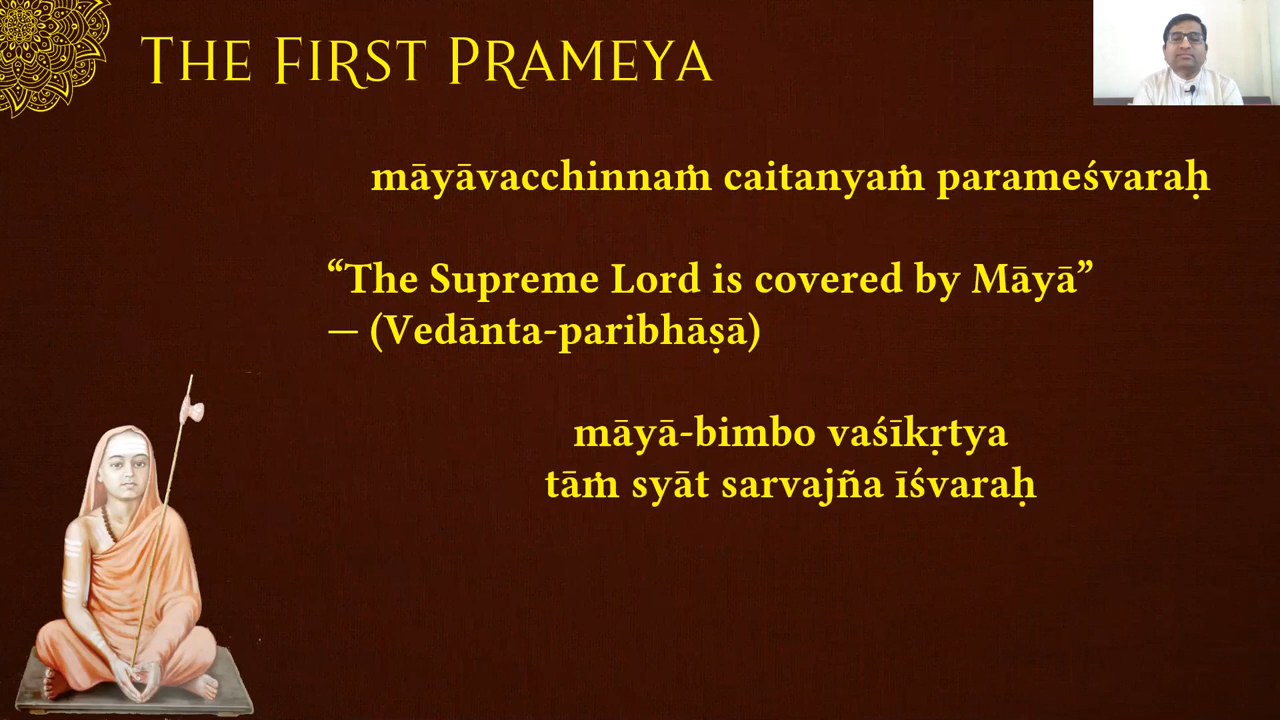 The First Prameya
māyāvacchinnaṁ caitanyaṁ parameśvaraḥ
“The Supreme Lord is covered by Māyā”
— (Vedānta-paribhāṣā)
māyā-bimbo vaśīkṛtya
tāṁ syāt sarvajña īśvaraḥ